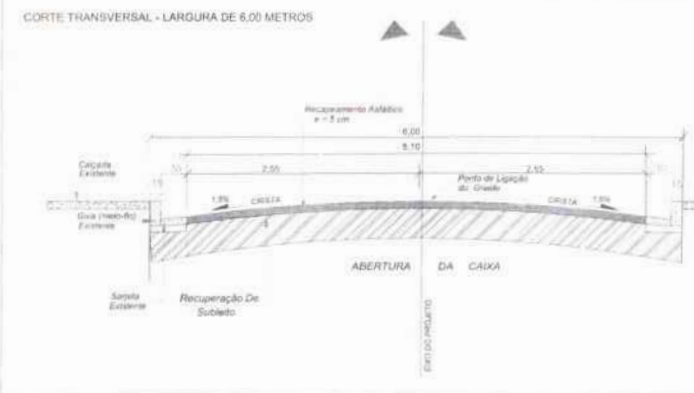 CORTE TRANSVERSAL - LARGURA DE 6,00 METROS
Recapeamento Asfáltico
e = 5 cm
6,00
5,10
Calçada
Existente
2,55
2,55
Ponto de Ligação
do Greide
1,5%
CRISTA
CRISTA
1,5%
Guia (meio-fio)
Existente
ABERTURA DA CAIXA
Sarjeta
Existente
Recuperação De
Subleito
EIXO DO PROJETO